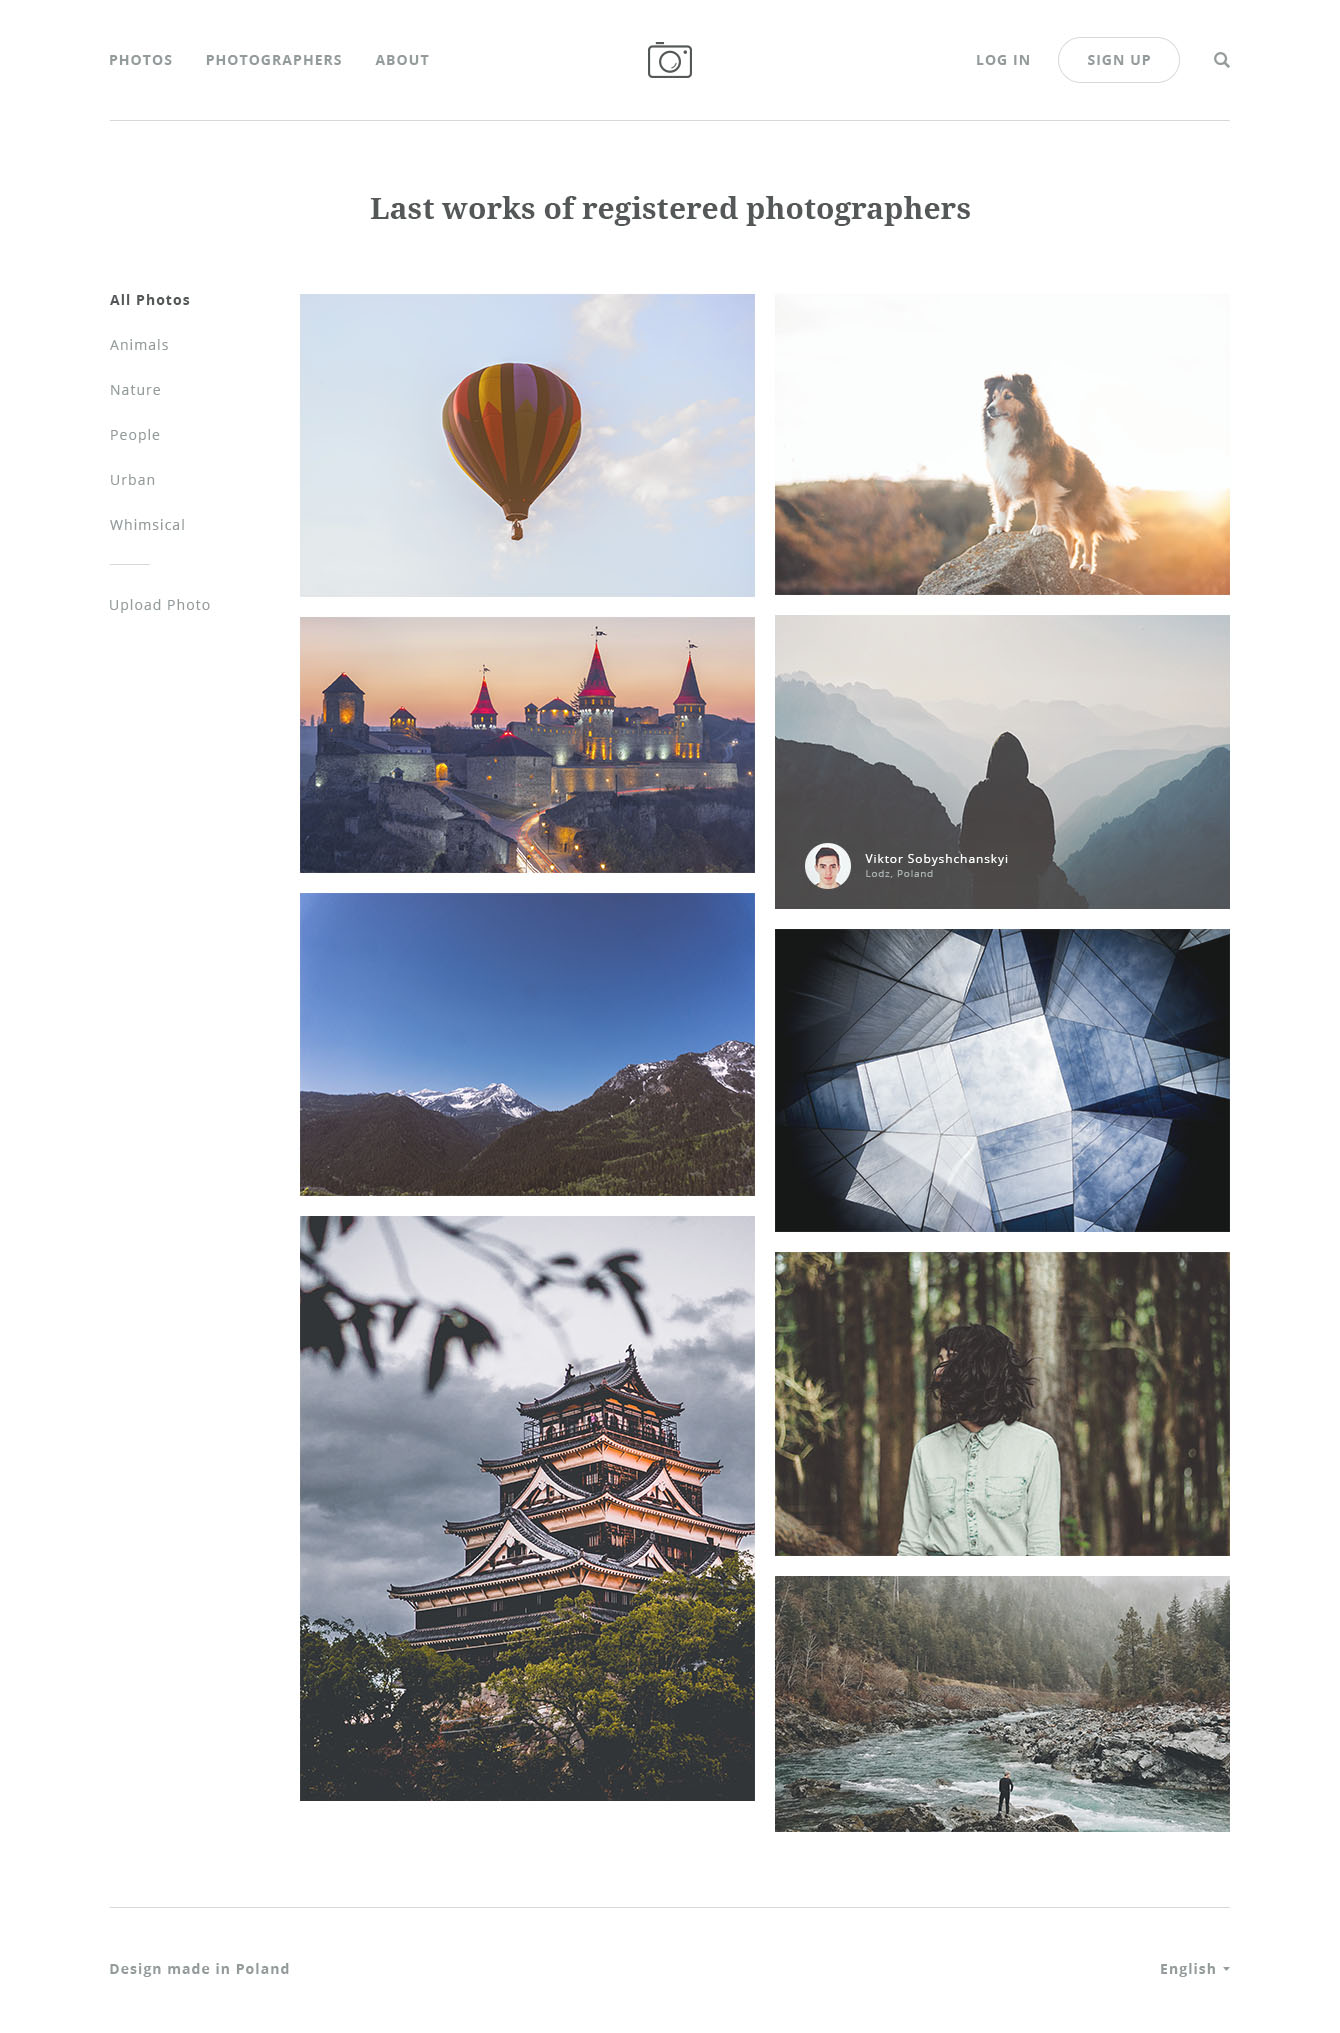 PHOTOS
PHOTOGRAPHERS
ABOUT
LOG IN
SIGN UP
Last works of registered photographers
All Photos
Animals
Nature
People
Urban
Whimsical
Upload Photo
Viktor Sobyshchanskyi
Lodz, Poland
Design made in Poland
English